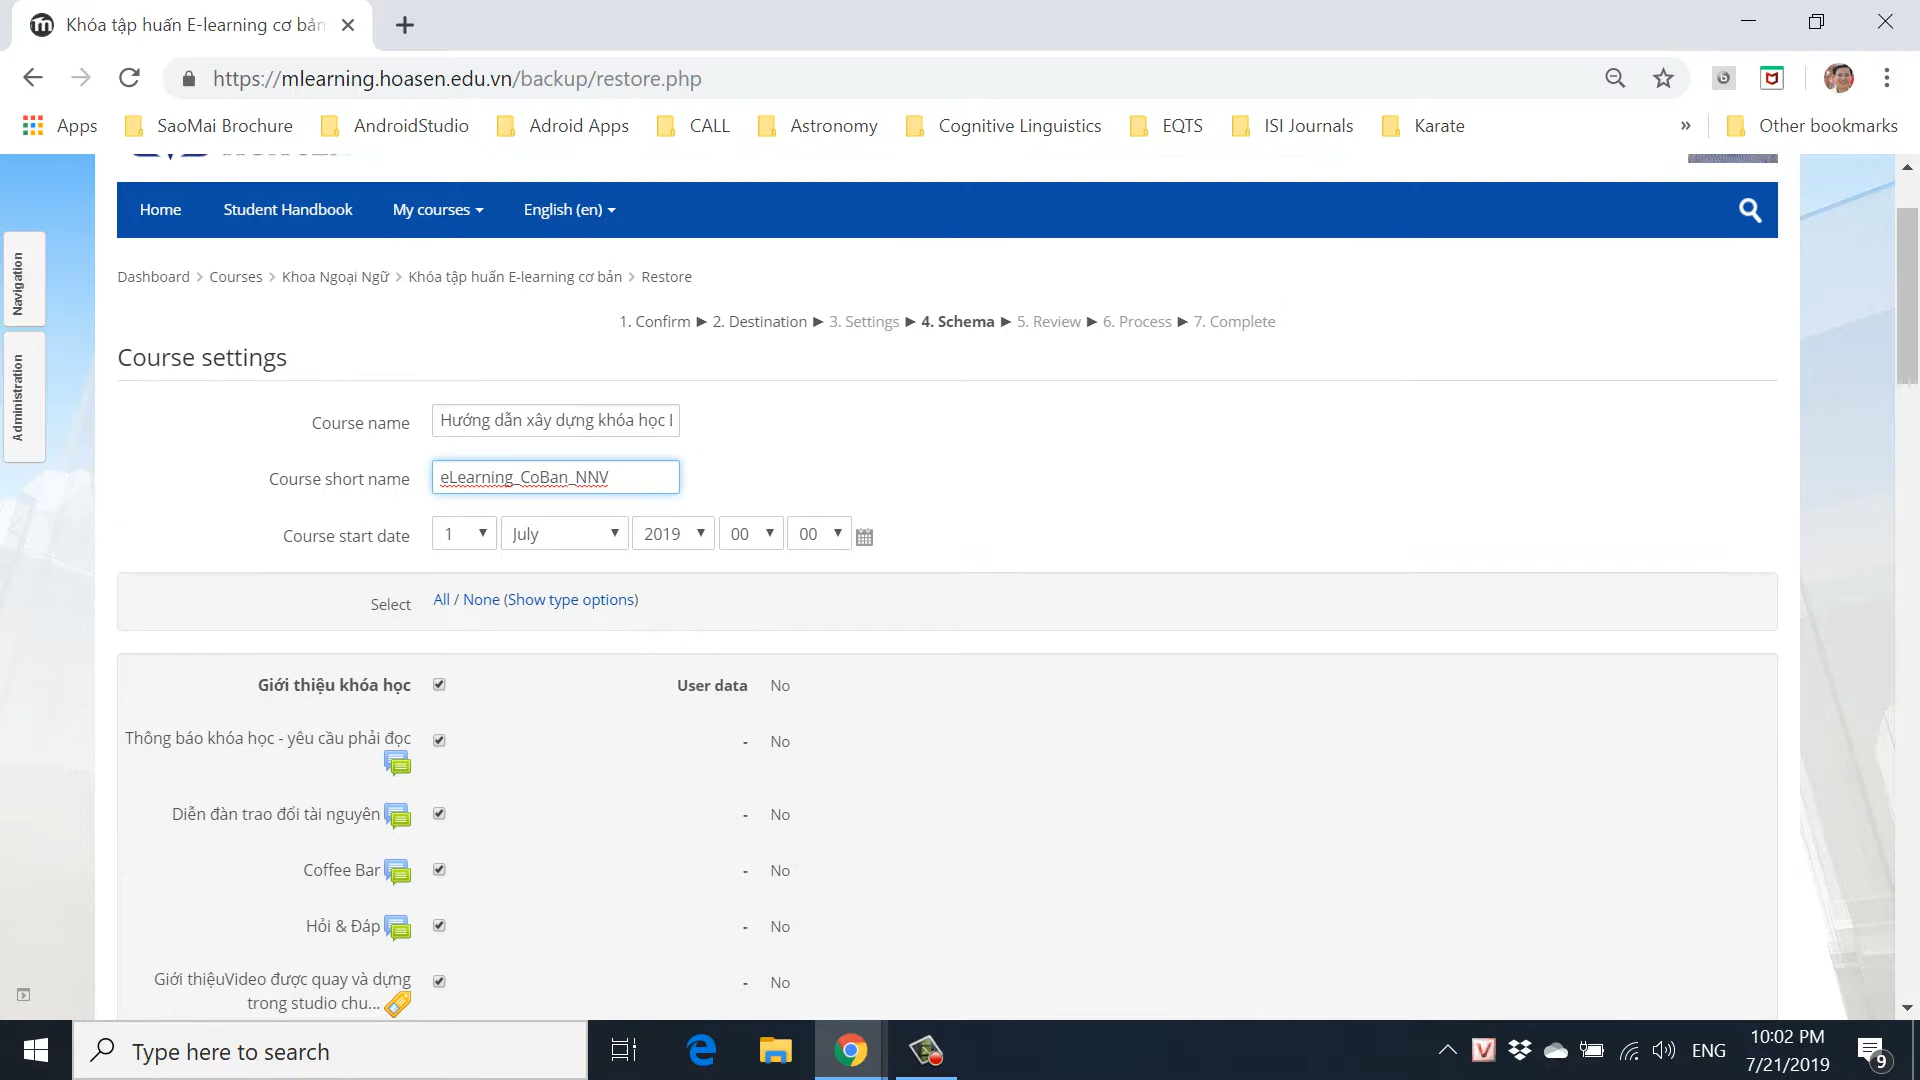 Khóa tập huấn E-learning cơ bản
https://mlearning.hoasen.edu.vn/backup/restore.php
Apps SaoMai Brochure AndroidStudio Adroid Apps CALL Astronomy Cognitive Linguistics EQTS ISI Journals Karate » Other bookmarks
Home Student Handbook My courses English (en)
Navigation
Administration
Dashboard > Courses > Khoa Ngoại Ngữ > Khóa tập huấn E-learning cơ bản > Restore
1. Confirm ► 2. Destination ► 3. Settings ► 4. Schema ► 5. Review ► 6. Process ► 7. Complete
Course settings
Course name Hướng dẫn xây dựng khóa học
Course short name eLearning_CoBan_NNV
Course start date 1 July 2019 00 00
Select All / None (Show type options)
Giới thiệu khóa học User data No
Thông báo khóa học - yêu cầu phải đọc - No
Diễn đàn trao đổi tài nguyên - No
Coffee Bar - No
Hỏi & Đáp - No
Giới thiệuVideo được quay và dựng - No
trong studio chu...
Type here to search
ENG
10:02 PM
7/21/2019
9